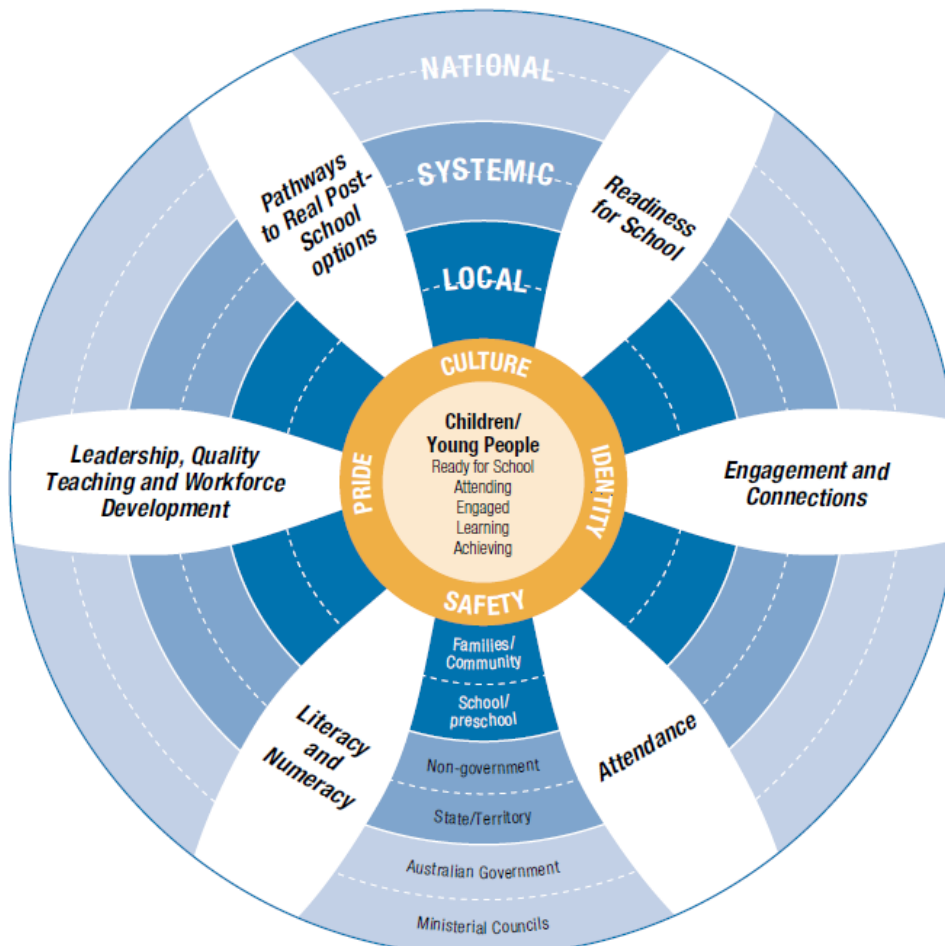 NATIONAL
SYSTEMIC
LOCAL
Pathways
to Real Post-
School
options
Readiness
for School
CULTURE
PRIDE
IDENTITY
SAFETY
Children/
Young People
Ready for School
Attending
Engaged
Learning
Achieving
Leadership, Quality
Teaching and Workforce
Development
Engagement and
Connections
Literacy
and
Numeracy
Attendance
Families/
Community
School/
preschool
Non-government
State/Territory
Australian Government
Ministerial Councils